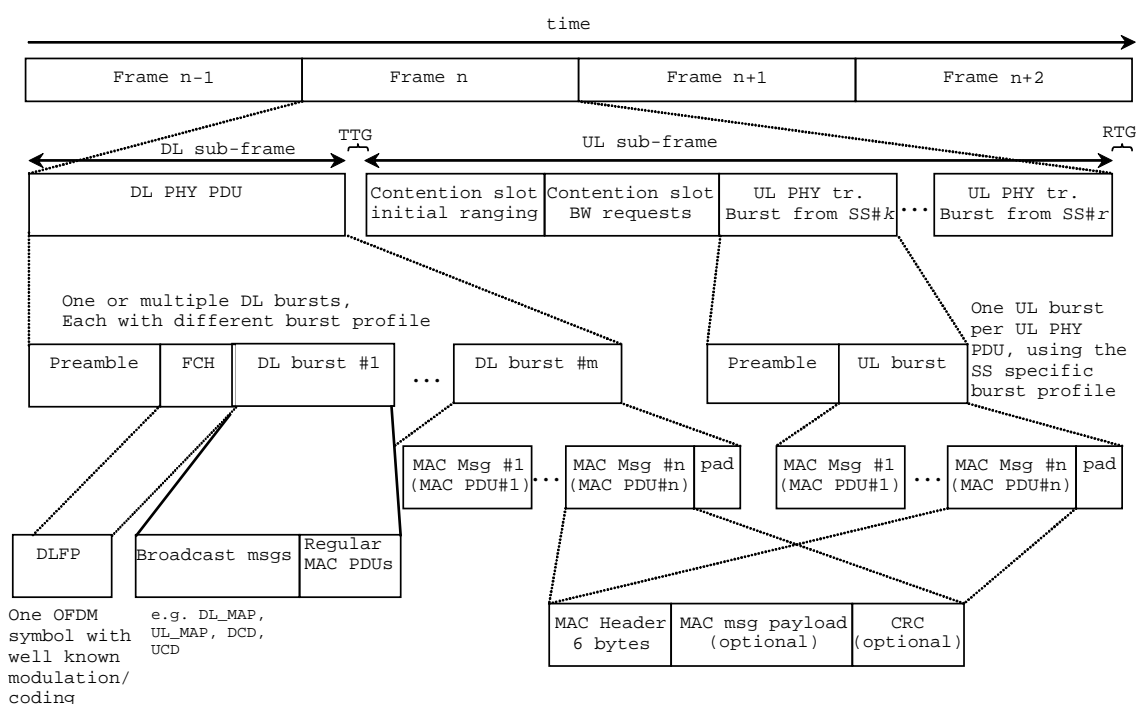 time
Frame n-1
Frame n
Frame n+1
Frame n+2
TTG
RTG
DL sub-frame
UL sub-frame
DL PHY PDU
Contention slot
initial ranging
Contention slot
BW requests
UL PHY tr.
Burst from SS#k
...
UL PHY tr.
Burst from SS#r
One or multiple DL bursts,
Each with different burst profile
One UL burst
per UL PHY
PDU, using the
SS specific
burst profile
Preamble
FCH
DL burst #1
...
DL burst #m
Preamble
UL burst
MAC Msg #1
(MAC PDU#1)
...
MAC Msg #n
(MAC PDU#n)
pad
MAC Msg #1
(MAC PDU#1)
...
MAC Msg #n
(MAC PDU#n)
pad
DLFP
Broadcast msgs
Regular
MAC PDUs
One OFDM
symbol with
well known
modulation/
coding
e.g. DL_MAP,
UL_MAP, DCD,
UCD
MAC Header
6 bytes
MAC msg payload
(optional)
CRC
(optional)